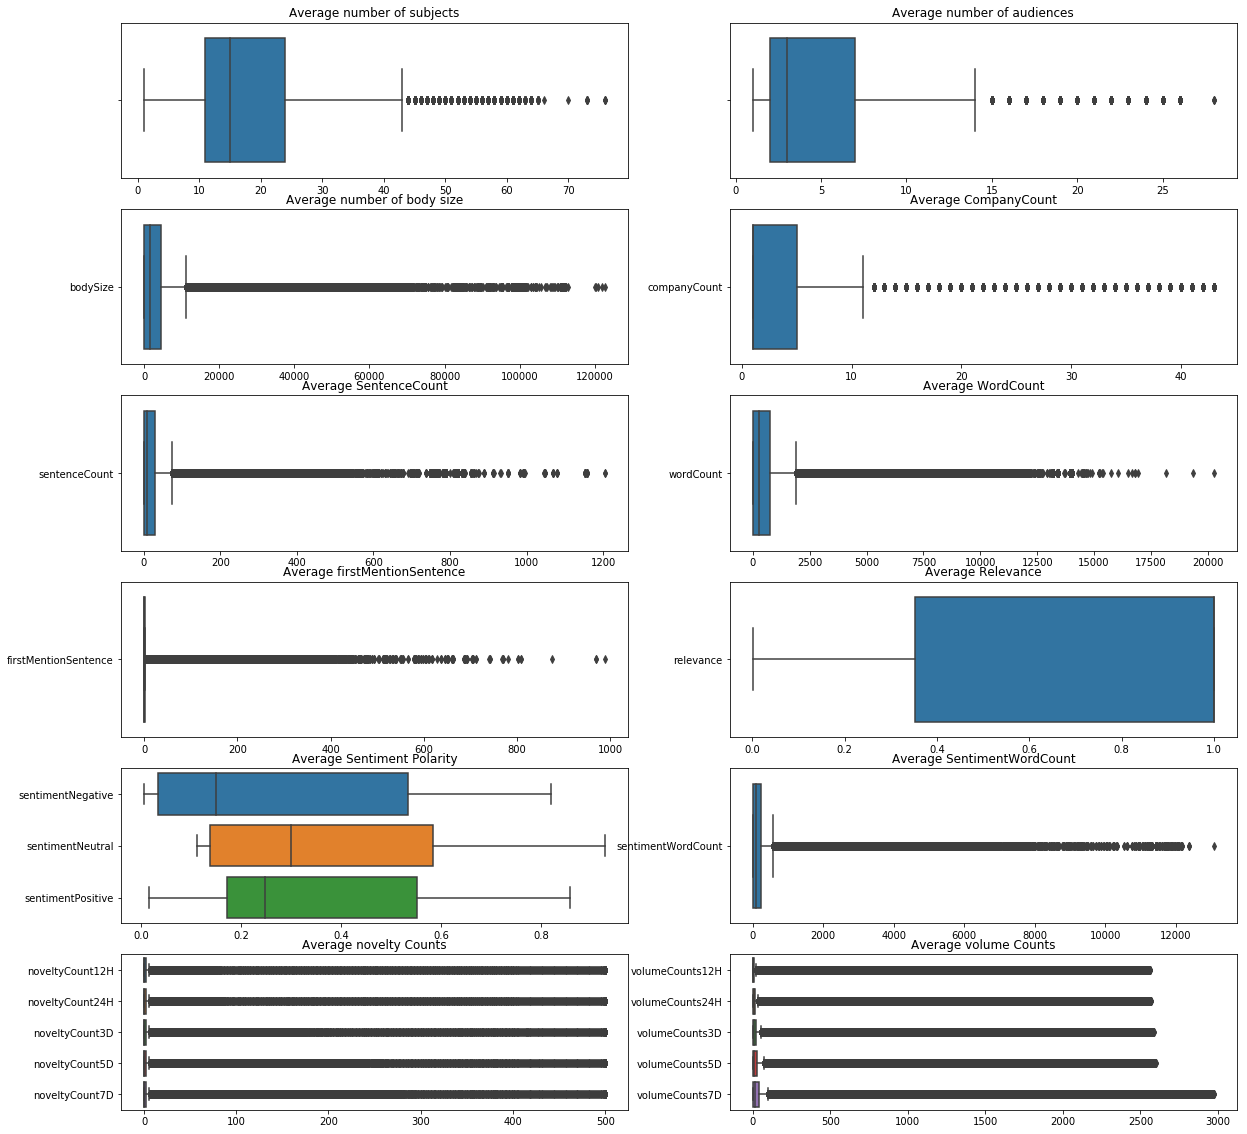 Average number of subjects
0 10 20 30 40 50 60 70
Average number of audiences
0 5 10 15 20 25
Average number of body size
bodySize
0 20000 40000 60000 80000 100000 120000
Average CompanyCount
companyCount
0 10 20 30 40
Average SentenceCount
sentenceCount
0 200 400 600 800 1000 1200
Average WordCount
wordCount
0 2500 5000 7500 10000 12500 15000 17500 20000
Average firstMentionSentence
firstMentionSentence
0 200 400 600 800 1000
Average Relevance
relevance
0.0 0.2 0.4 0.6 0.8 1.0
Average Sentiment Polarity
sentimentNegative
sentimentNeutral
sentimentPositive
0.0 0.2 0.4 0.6 0.8
Average SentimentWordCount
sentimentWordCount
0 2000 4000 6000 8000 10000 12000
Average novelty Counts
noveltyCount12H
noveltyCount24H
noveltyCount3D
noveltyCount5D
noveltyCount7D
0 100 200 300 400 500
Average volume Counts
volumeCounts12H
volumeCounts24H
volumeCounts3D
volumeCounts5D
volumeCounts7D
0 500 1000 1500 2000 2500 3000